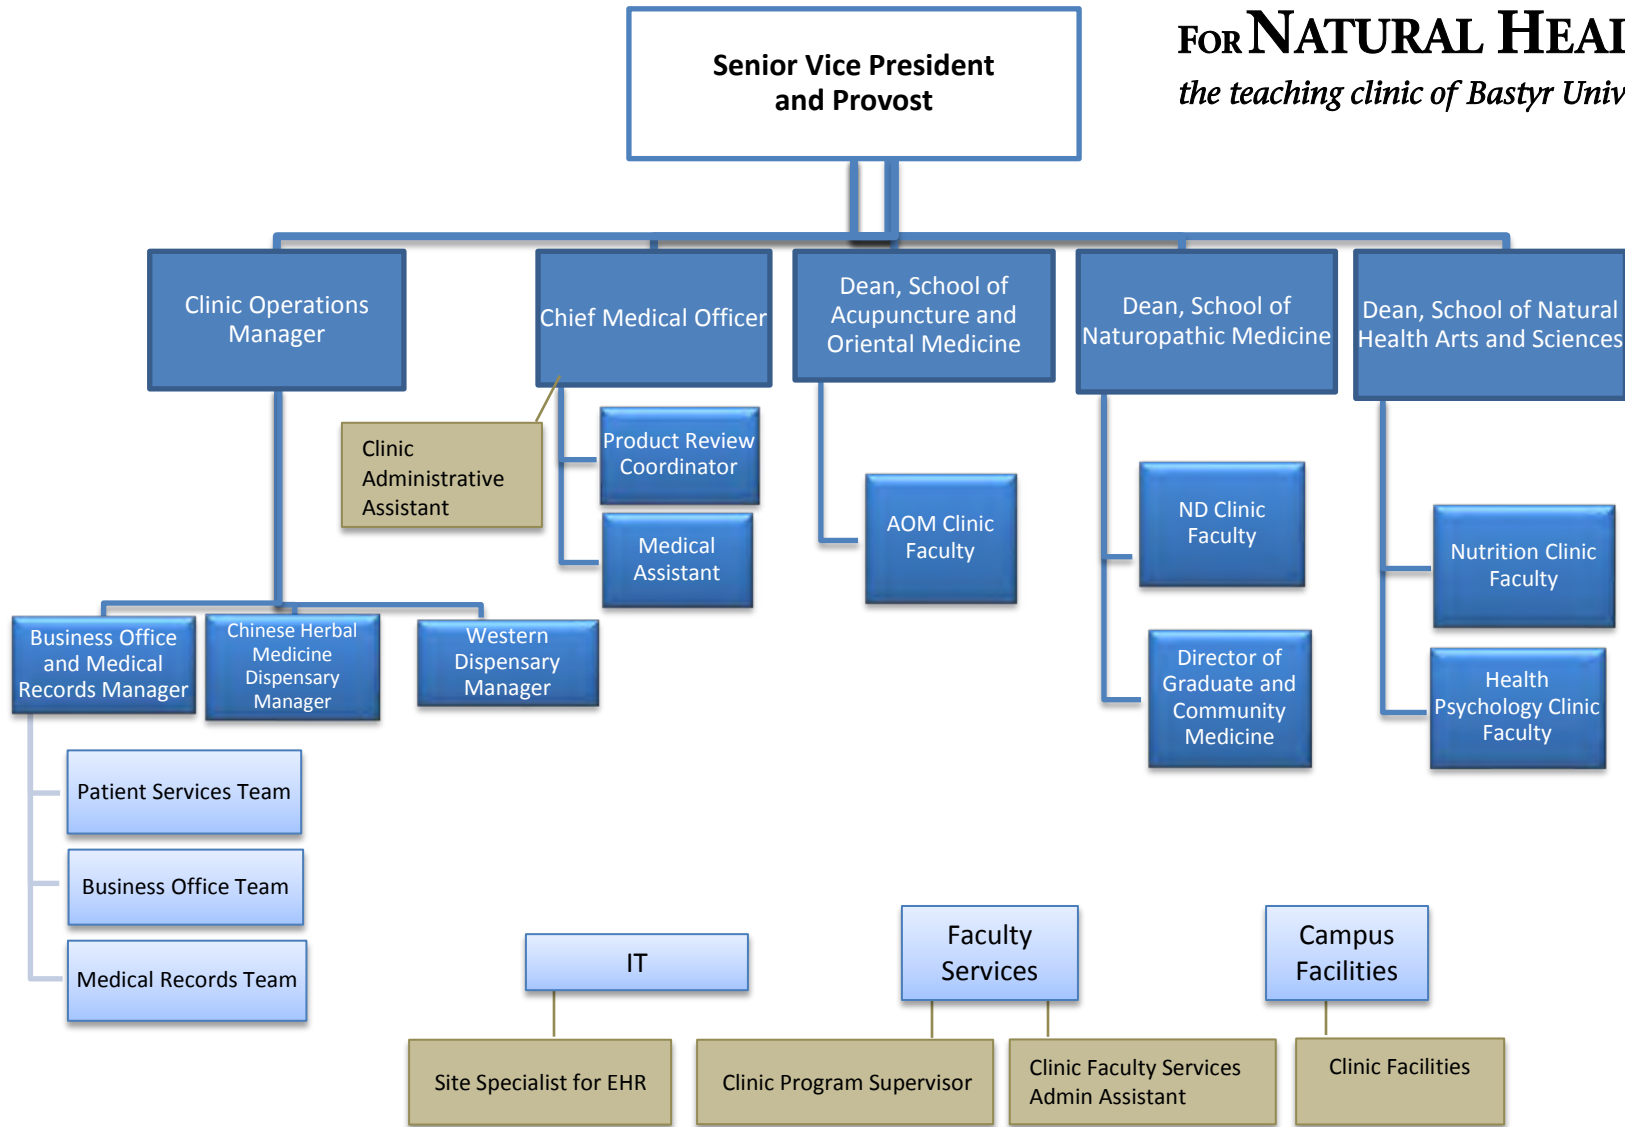 FOR NATURAL HEAL
the teaching clinic of Bastyr Univ
Senior Vice President
and Provost
Clinic Operations
Manager
Chief Medical Officer
Dean, School of
Acupuncture and
Oriental Medicine
Dean, School of
Naturopathic Medicine
Dean, School of Natural
Health Arts and Sciences
Clinic
Administrative
Assistant
Product Review
Coordinator
Medical
Assistant
AOM Clinic
Faculty
ND Clinic
Faculty
Director of
Graduate and
Community
Medicine
Nutrition Clinic
Faculty
Health
Psychology Clinic
Faculty
Business Office
and Medical
Records Manager
Chinese Herbal
Medicine
Dispensary
Manager
Western
Dispensary
Manager
Patient Services Team
Business Office Team
Medical Records Team
IT
Faculty
Services
Campus
Facilities
Site Specialist for EHR
Clinic Program Supervisor
Clinic Faculty Services
Admin Assistant
Clinic Facilities